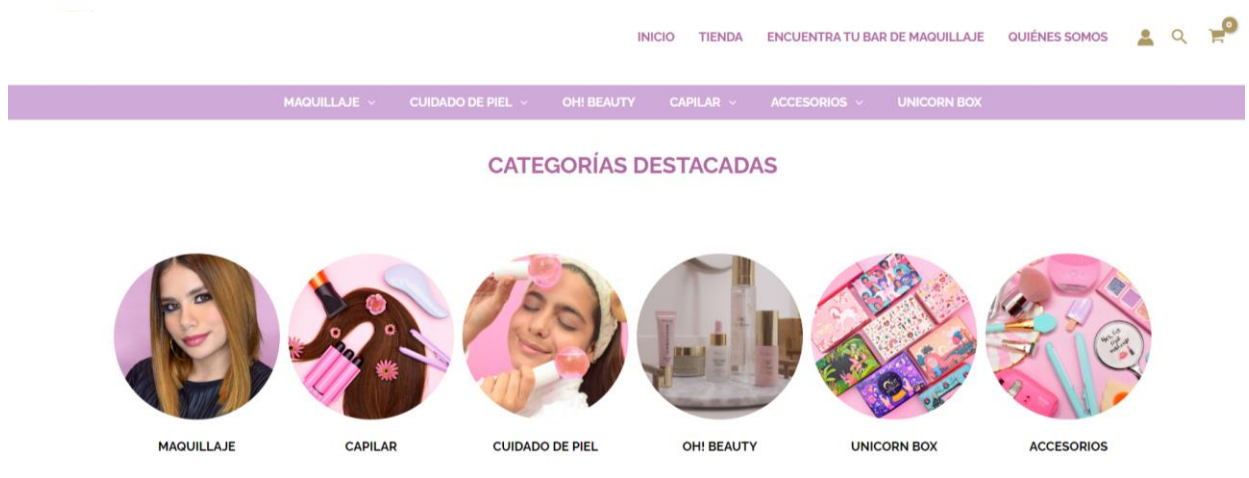 INICIO TIENDA ENCUENTRA TU BAR DE MAQUILLAJE QUIÉNES SOMOS 0
MAQUILLAJE CUIDADO DE PIEL OH! BEAUTY CAPILAR ACCESORIOS UNICORN BOX
CATEGORÍAS DESTACADAS
MAQUILLAJE CAPILAR CUIDADO DE PIEL OH! BEAUTY UNICORN BOX ACCESORIOS